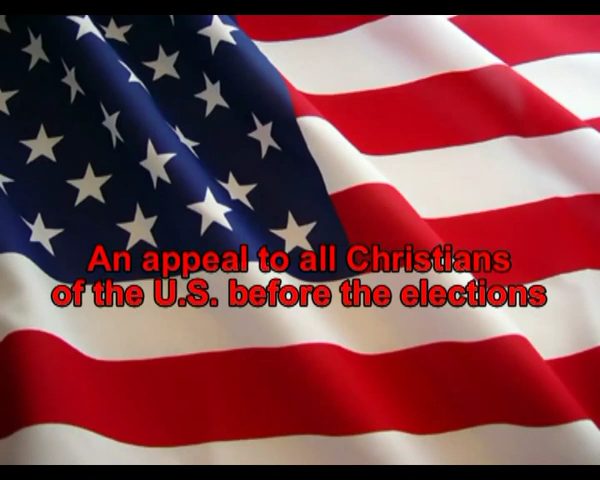 An appeal to all Christians
of the U.S. before the elections